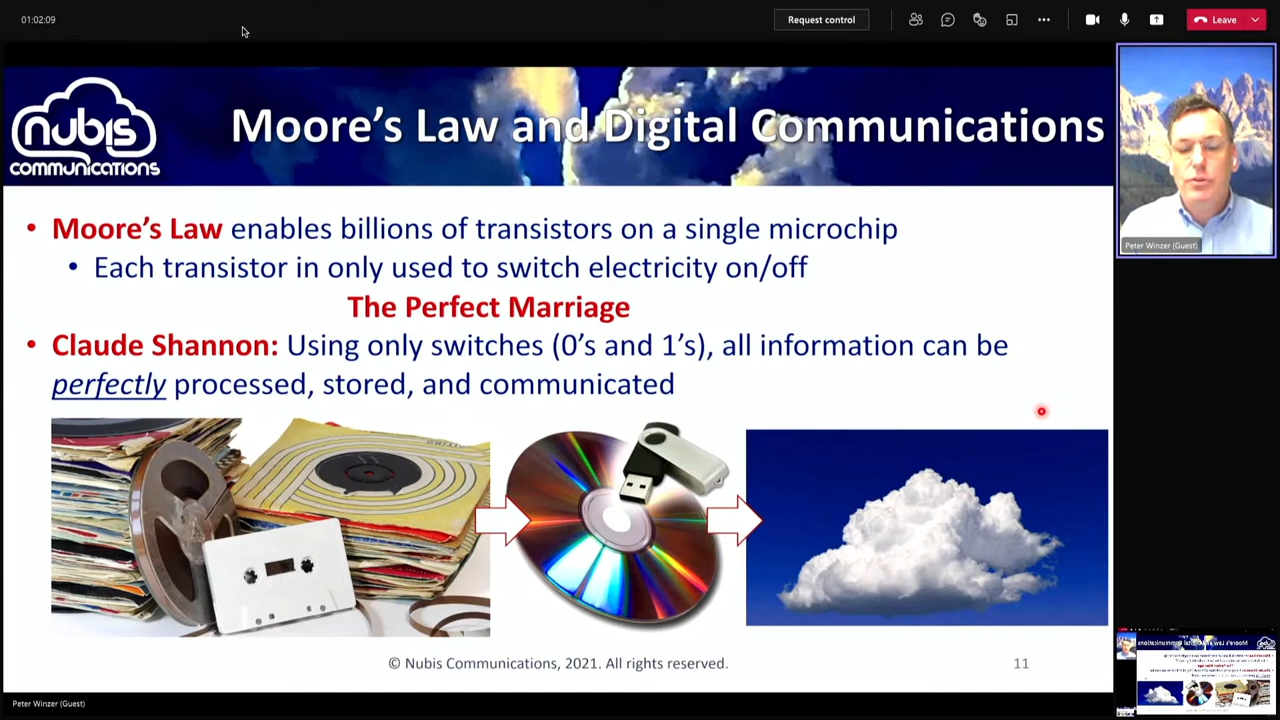 01:02:09
Request control
Leave
nubis
communications
Moore's Law and Digital Communications
• Moore's Law enables billions of transistors on a single microchip
• Each transistor in only used to switch electricity on/off
The Perfect Marriage
• Claude Shannon: Using only switches (0's and 1's), all information can be
perfectly processed, stored, and communicated
© Nubis Communications, 2021. All rights reserved.
11
Peter Winzer (Guest)
Peter Winzer (Guest)